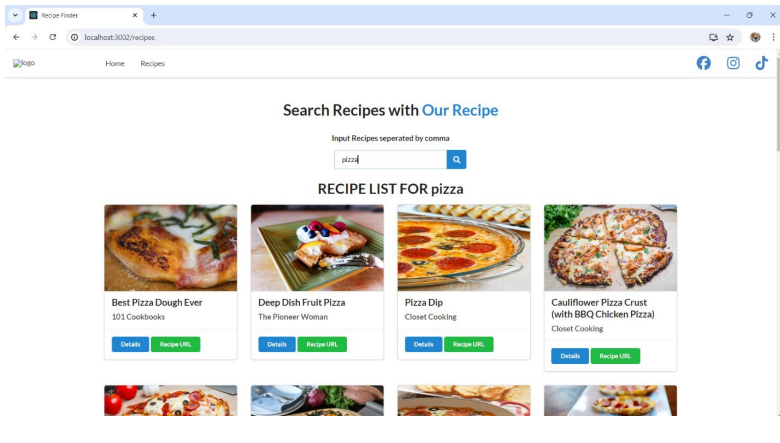 Recipe Finder
localhost:3002/recipes
logo
Home Recipes
Search Recipes with Our Recipe
Input Recipes seperated by comma
pizza
RECIPE LIST FOR pizza
Best Pizza Dough Ever
101 Cookbooks
Details Recipe URL
Deep Dish Fruit Pizza
The Pioneer Woman
Details Recipe URL
Pizza Dip
Closet Cooking
Details Recipe URL
Cauliflower Pizza Crust
(with BBQ Chicken Pizza)
Closet Cooking
Details Recipe URL